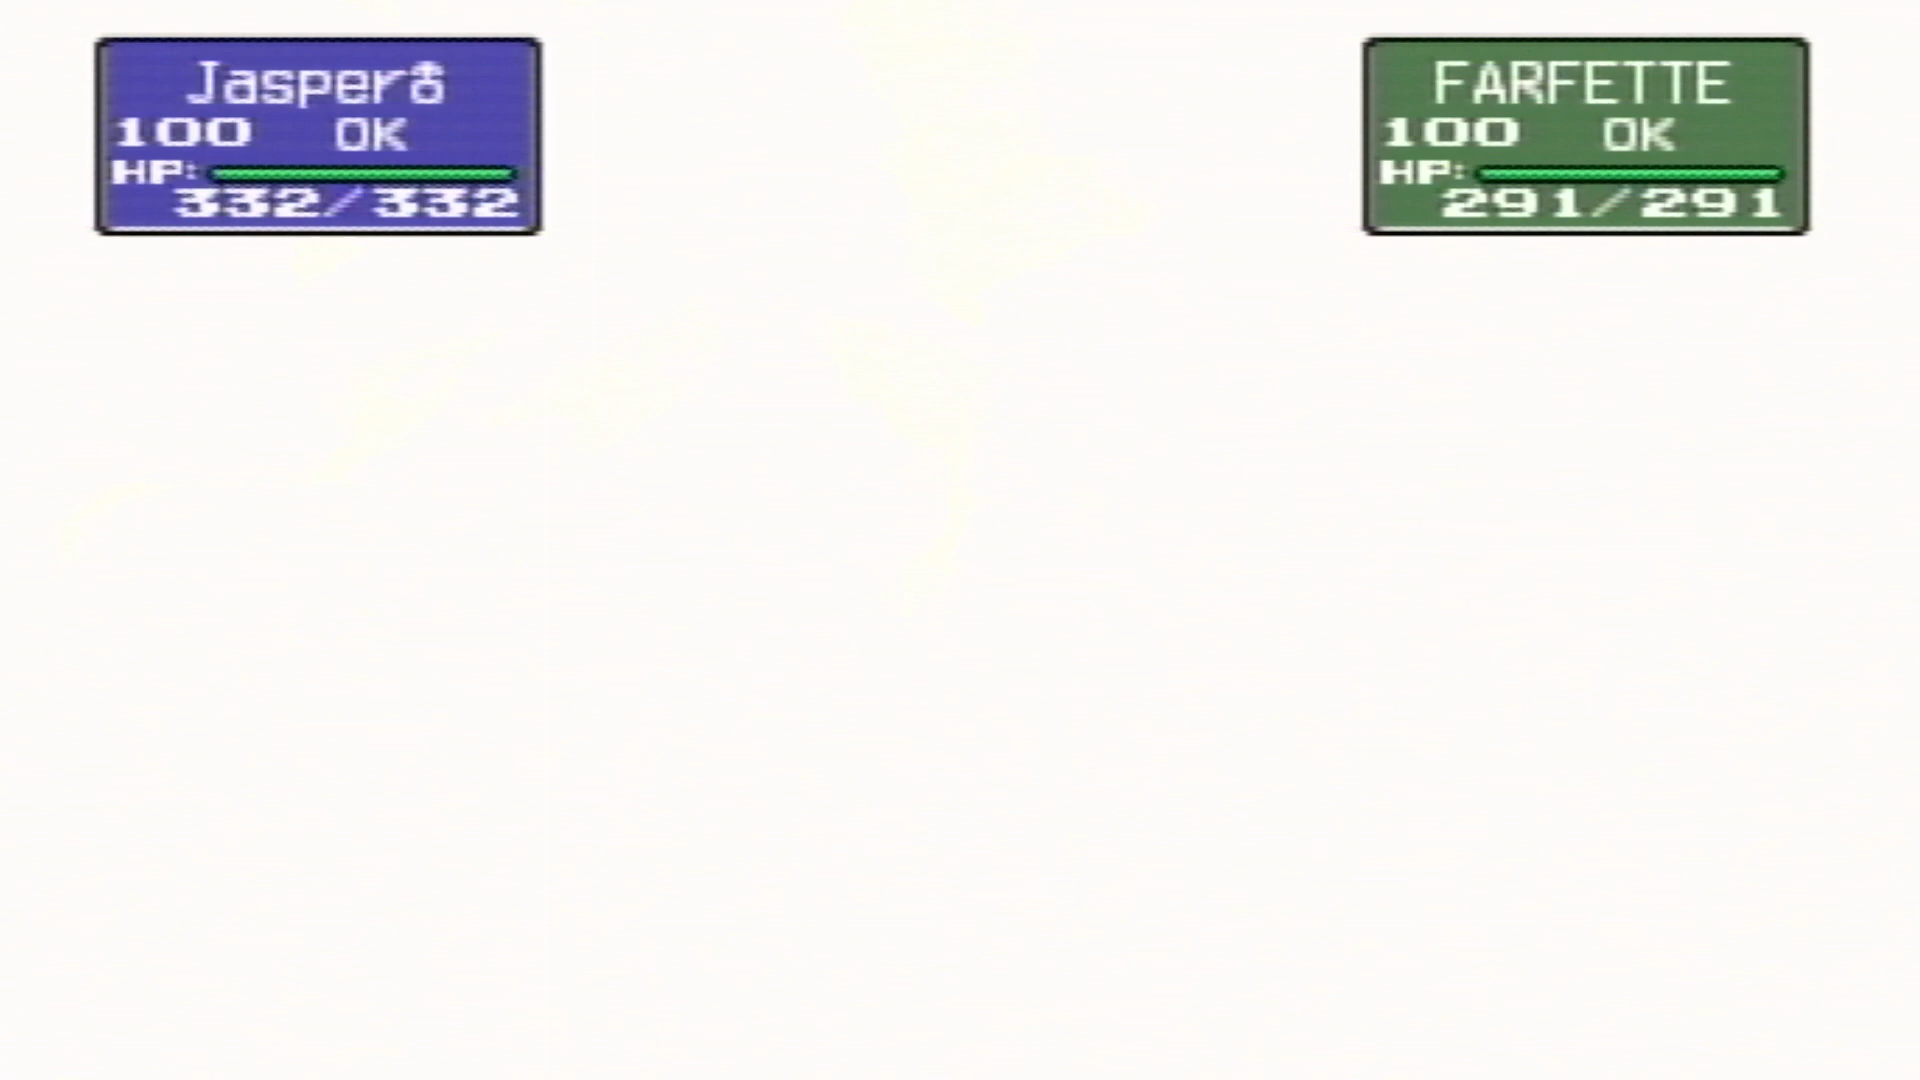 Jasper♂
100 OK
HP:
332/332
FARFETTE
100 OK
HP:
291/291